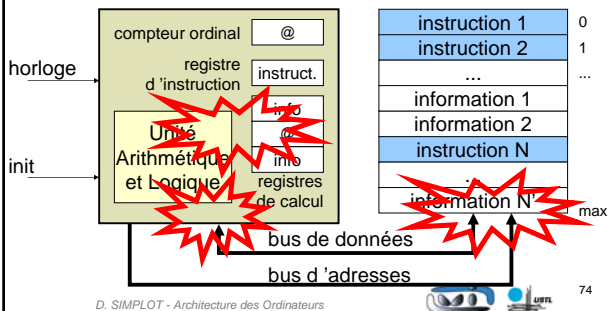 compteur ordinal @
registre
d 'instruction instruct.
horloge
init
Unité
Arithmétique
et Logique
info
@
info
registres
de calcul
instruction 1 0
instruction 2 1
... ...
information 1
information 2
instruction N
...
information N' max
bus de données
bus d 'adresses
D. SIMPLOT - Architecture des Ordinateurs
USTL
74